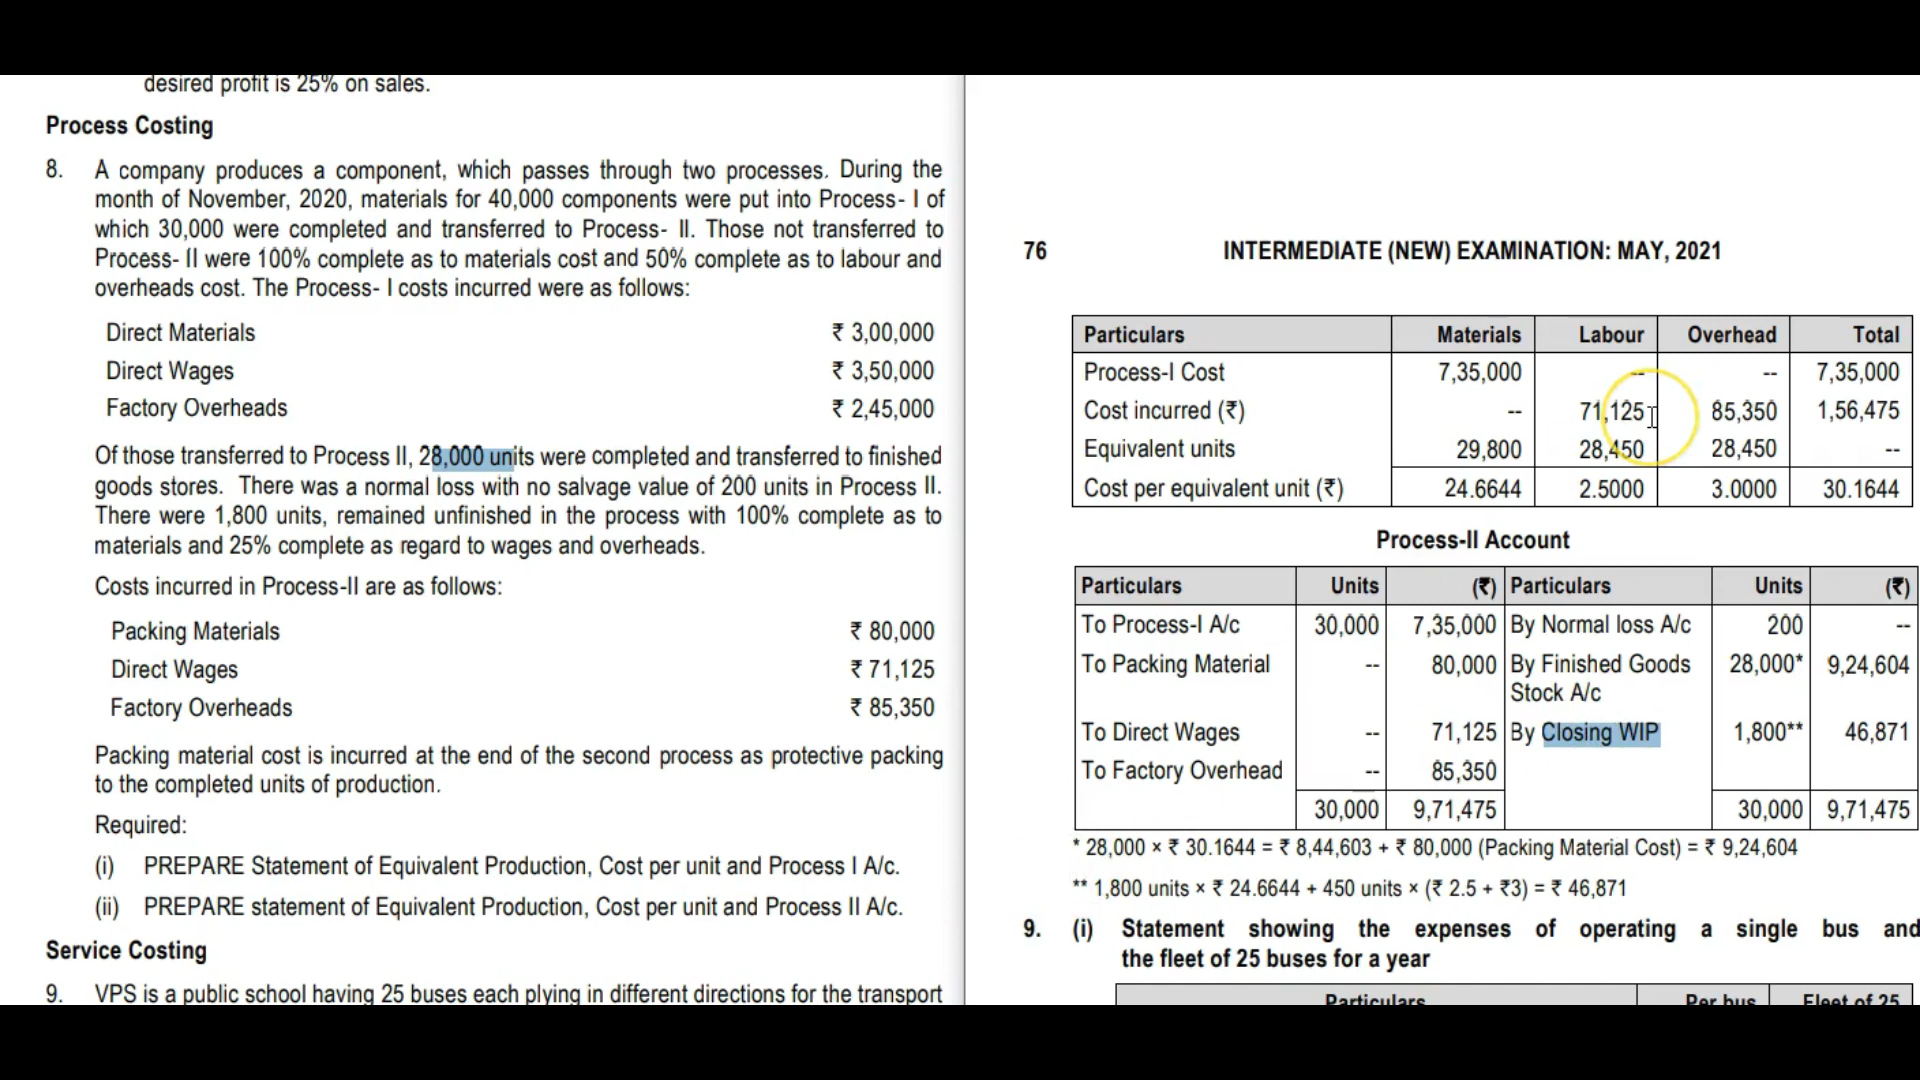 desired profit is 25% on sales.
Process Costing
8. A company produces a component, which passes through two processes. During the
month of November, 2020, materials for 40,000 components were put into Process- I of
which 30,000 were completed and transferred to Process- II. Those not transferred to
Process- II were 100% complete as to materials cost and 50% complete as to labour and
overheads cost. The Process- I costs incurred were as follows:
Direct Materials ₹ 3,00,000
Direct Wages ₹ 3,50,000
Factory Overheads ₹ 2,45,000
Of those transferred to Process II, 28,000 units were completed and transferred to finished
goods stores. There was a normal loss with no salvage value of 200 units in Process II.
There were 1,800 units, remained unfinished in the process with 100% complete as to
materials and 25% complete as regard to wages and overheads.
Costs incurred in Process-II are as follows:
Packing Materials ₹ 80,000
Direct Wages ₹ 71,125
Factory Overheads ₹ 85,350
Packing material cost is incurred at the end of the second process as protective packing
to the completed units of production.
Required:
(i) PREPARE Statement of Equivalent Production, Cost per unit and Process I A/c.
(ii) PREPARE statement of Equivalent Production, Cost per unit and Process II A/c.
Service Costing
9. VPS is a public school having 25 buses each plying in different directions for the transport
76 INTERMEDIATE (NEW) EXAMINATION: MAY, 2021
Particulars Materials Labour Overhead Total
Process-I Cost 7,35,000 -- -- 7,35,000
Cost incurred (₹) -- 71,125 85,350 1,56,475
Equivalent units 29,800 28,450 28,450 --
Cost per equivalent unit (₹) 24.6644 2.5000 3.0000 30.1644
Process-II Account
Particulars Units (₹) Particulars Units (₹)
To Process-I A/c 30,000 7,35,000 By Normal loss A/c 200 --
To Packing Material -- 80,000 By Finished Goods 28,000* 9,24,604
Stock A/c
To Direct Wages -- 71,125 By Closing WIP 1,800** 46,871
To Factory Overhead -- 85,350
30,000 9,71,475 30,000 9,71,475
* 28,000 × ₹ 30.1644 = ₹ 8,44,603 + ₹ 80,000 (Packing Material Cost) = ₹ 9,24,604
** 1,800 units × ₹ 24.6644 + 450 units × (₹ 2.5 + ₹3) = ₹ 46,871
9. (i) Statement showing the expenses of operating a single bus and
the fleet of 25 buses for a year
Particulars Per bus Fleet of 25